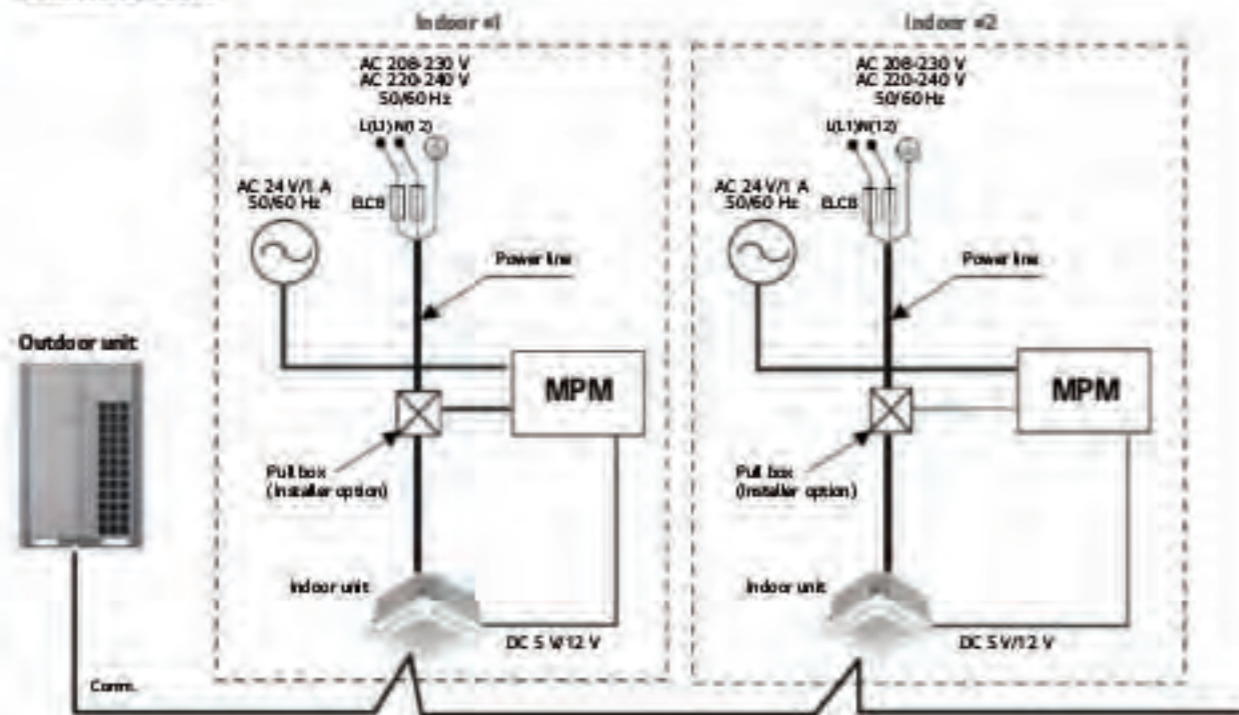 Indoor #1
AC 208-230 V
AC 220-240 V
50/60 Hz
L(L1) N(L2)
AC 24 V/1 A
50/60 Hz
ELCB
Power line
MPM
Pull box
(Installer option)
Indoor unit
DC 5 V/12 V
Indoor #2
AC 208-230 V
AC 220-240 V
50/60 Hz
L(L1) N(L2)
AC 24 V/1 A
50/60 Hz
ELCB
Power line
MPM
Pull box
(Installer option)
Indoor unit
DC 5 V/12 V
Outdoor unit
Comm.